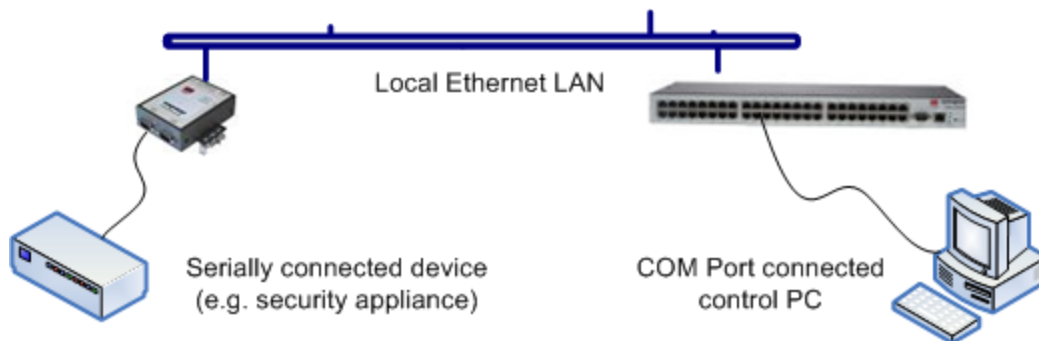 Local Ethernet LAN
Serially connected device
(e.g. security appliance)
COM Port connected
control PC